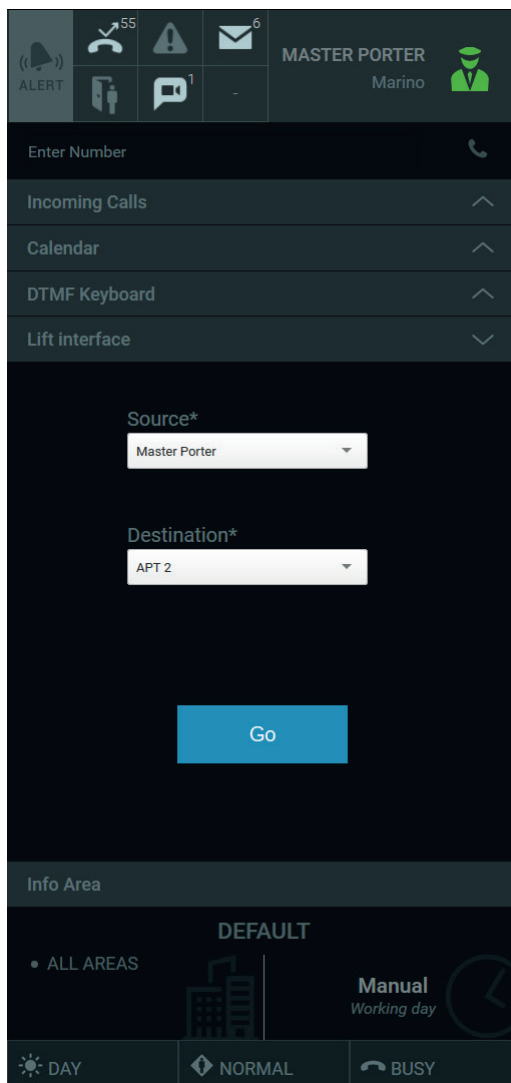 55
6
MASTER PORTER
Marino
ALERT
1
-
Enter Number
Incoming Calls
Calendar
DTMF Keyboard
Lift interface
Source*
Master Porter
Destination*
APT 2
Go
Info Area
DEFAULT
• ALL AREAS
Manual
Working day
DAY
NORMAL
BUSY